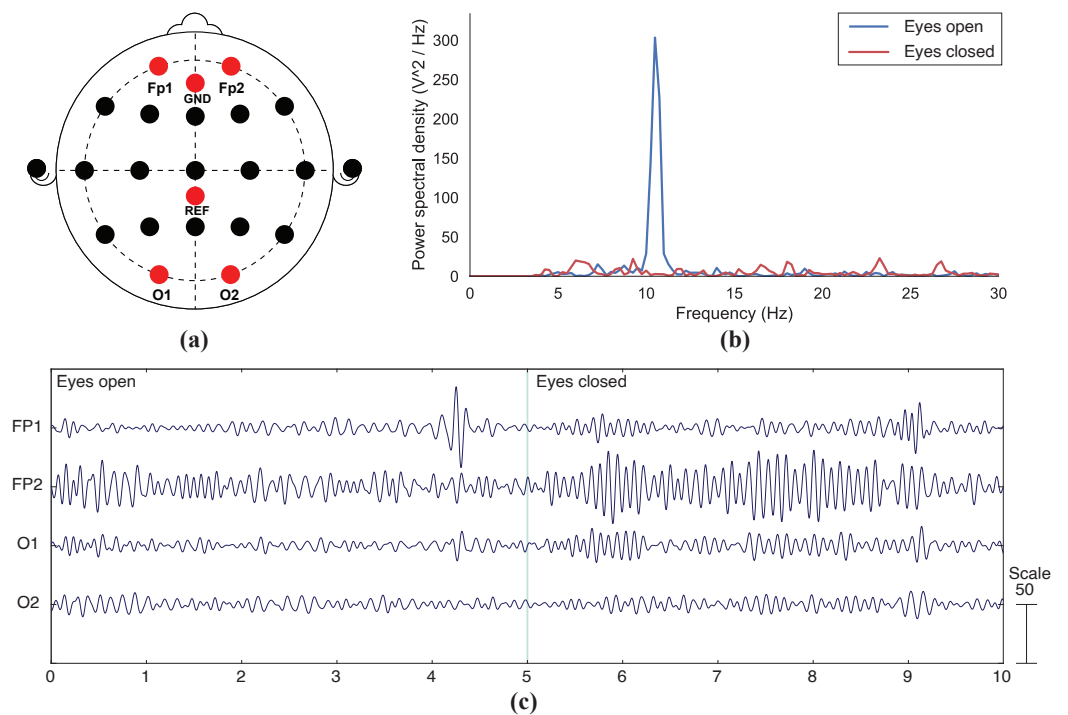 Fp1
Fp2
GND
REF
O1
O2
(a)
Power spectral density (V^2 / Hz)
300
250
200
150
100
50
0
0 5 10 15 20 25 30
Frequency (Hz)
Eyes open
Eyes closed
(b)
Eyes open
Eyes closed
FP1
FP2
O1
O2
Scale
50
0 1 2 3 4 5 6 7 8 9 10
(c)